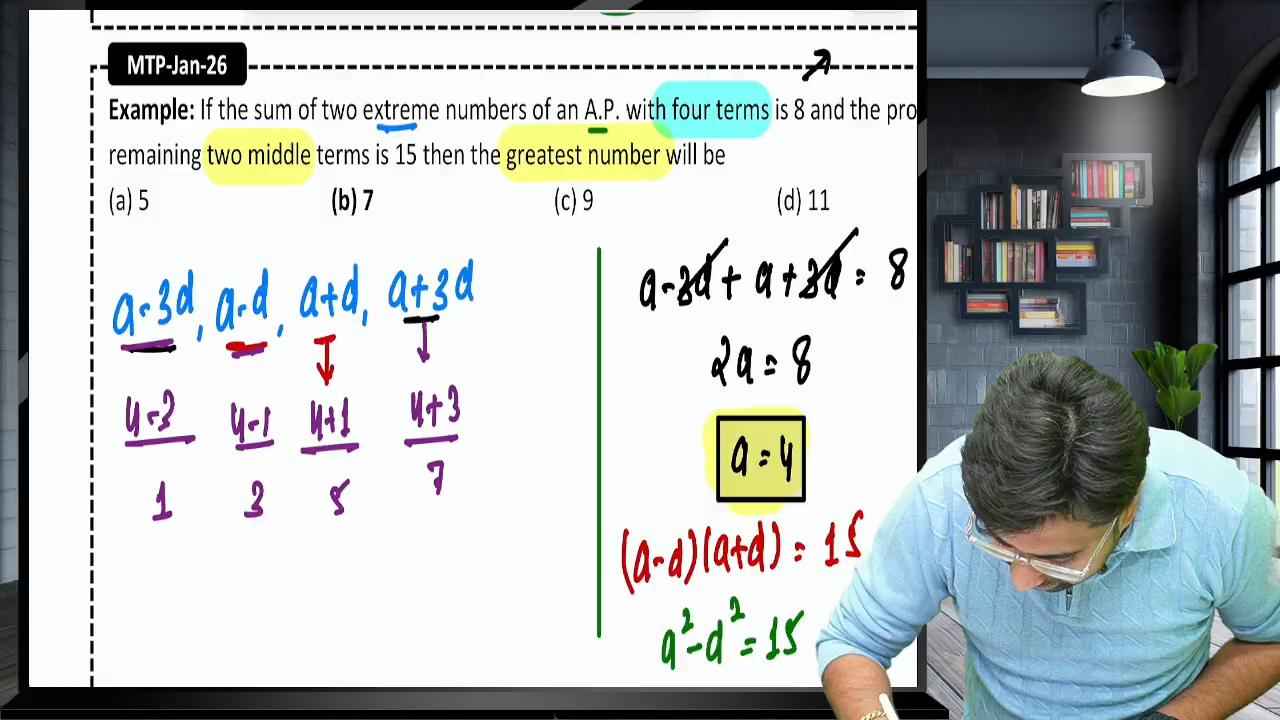 MTP-Jan-26
Example: If the sum of two extreme numbers of an A.P. with four terms is 8 and the pro
remaining two middle terms is 15 then the greatest number will be
(a) 5 (b) 7 (c) 9 (d) 11
a-3d, a-d, a+d, a+3d
4-3 4-1 4+1 4+3
1 3 5 7
a-3d + a+3d = 8
2a = 8
a = 4
(a-d)(a+d) = 15
a²-d² = 15